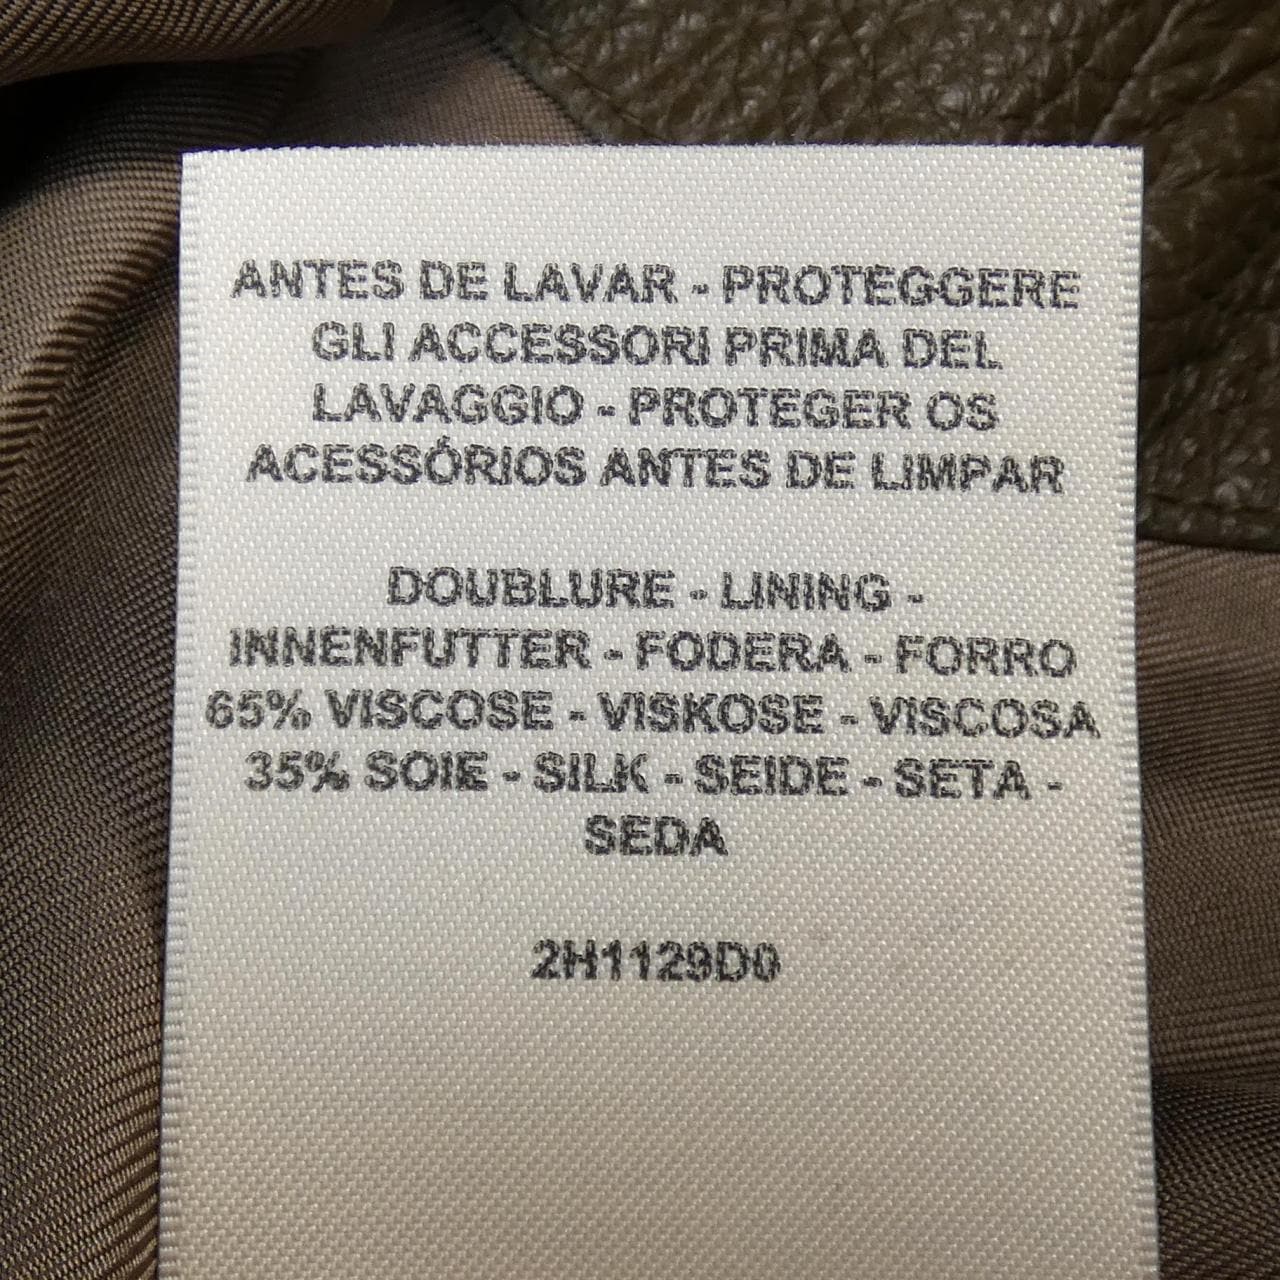 ANTES DE LAVAR - PROTEGGERE
GLI ACCESSORI PRIMA DEL
LAVAGGIO - PROTEGER OS
ACESSÓRIOS ANTES DE LIMPAR
DOUBLURE - LINING -
INNENFUTTER - FODERA - FORRO
65% VISCOSE - VISKOSE - VISCOSA
35% SOIE - SILK - SEIDE - SETA -
SEDA
2H1129D0